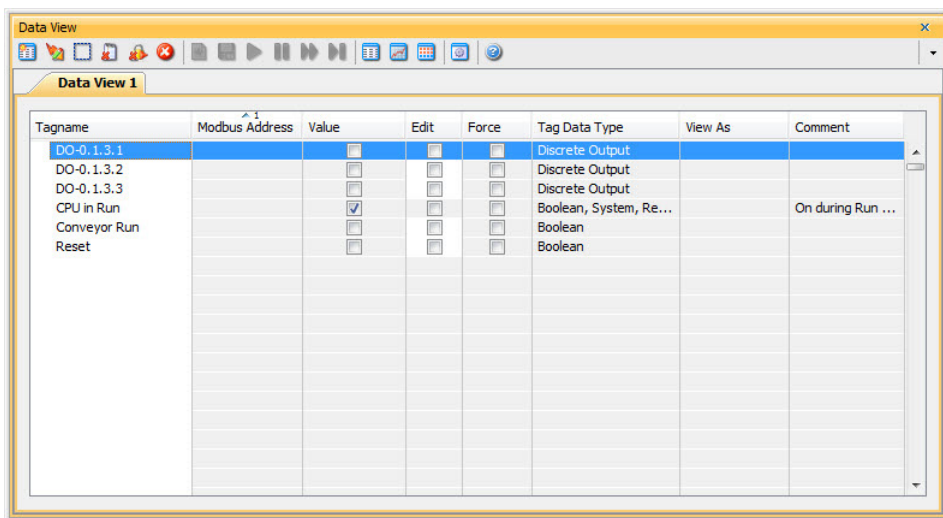 Data View
Data View 1
Tagname Modbus Address 1 Value Edit Force Tag Data Type View As Comment
DO-0.1.3.1 Discrete Output
DO-0.1.3.2 Discrete Output
DO-0.1.3.3 Discrete Output
CPU in Run Boolean, System, Re... On during Run ...
Conveyor Run Boolean
Reset Boolean